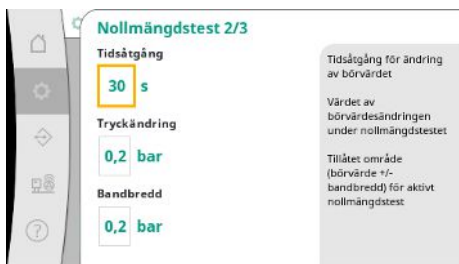 Nollmängdstest 2/3
Tidsåtgång
30 s
Tryckändring
0,2 bar
Bandbredd
0,2 bar
Tidsåtgång för ändring
av börvärdet
Värdet av
börvärdesändringen
under nollmängdstestet
Tillåtet område
(börvärde +/-
bandbredd) för aktivt
nollmängdstest
?